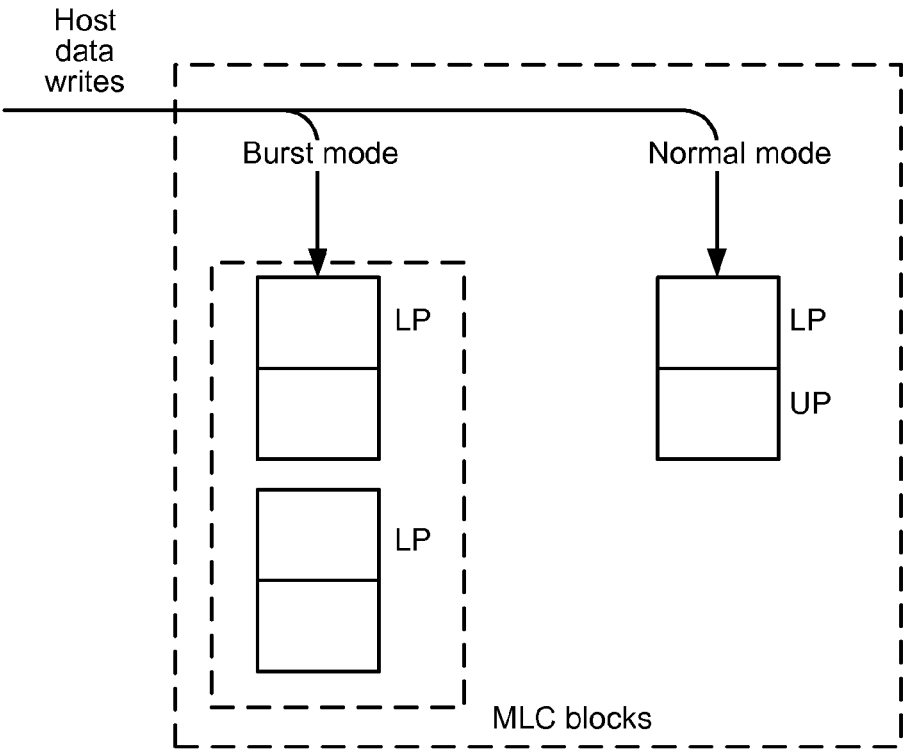 Host
data
writes
Burst mode
Normal mode
LP
LP
UP
LP
MLC blocks